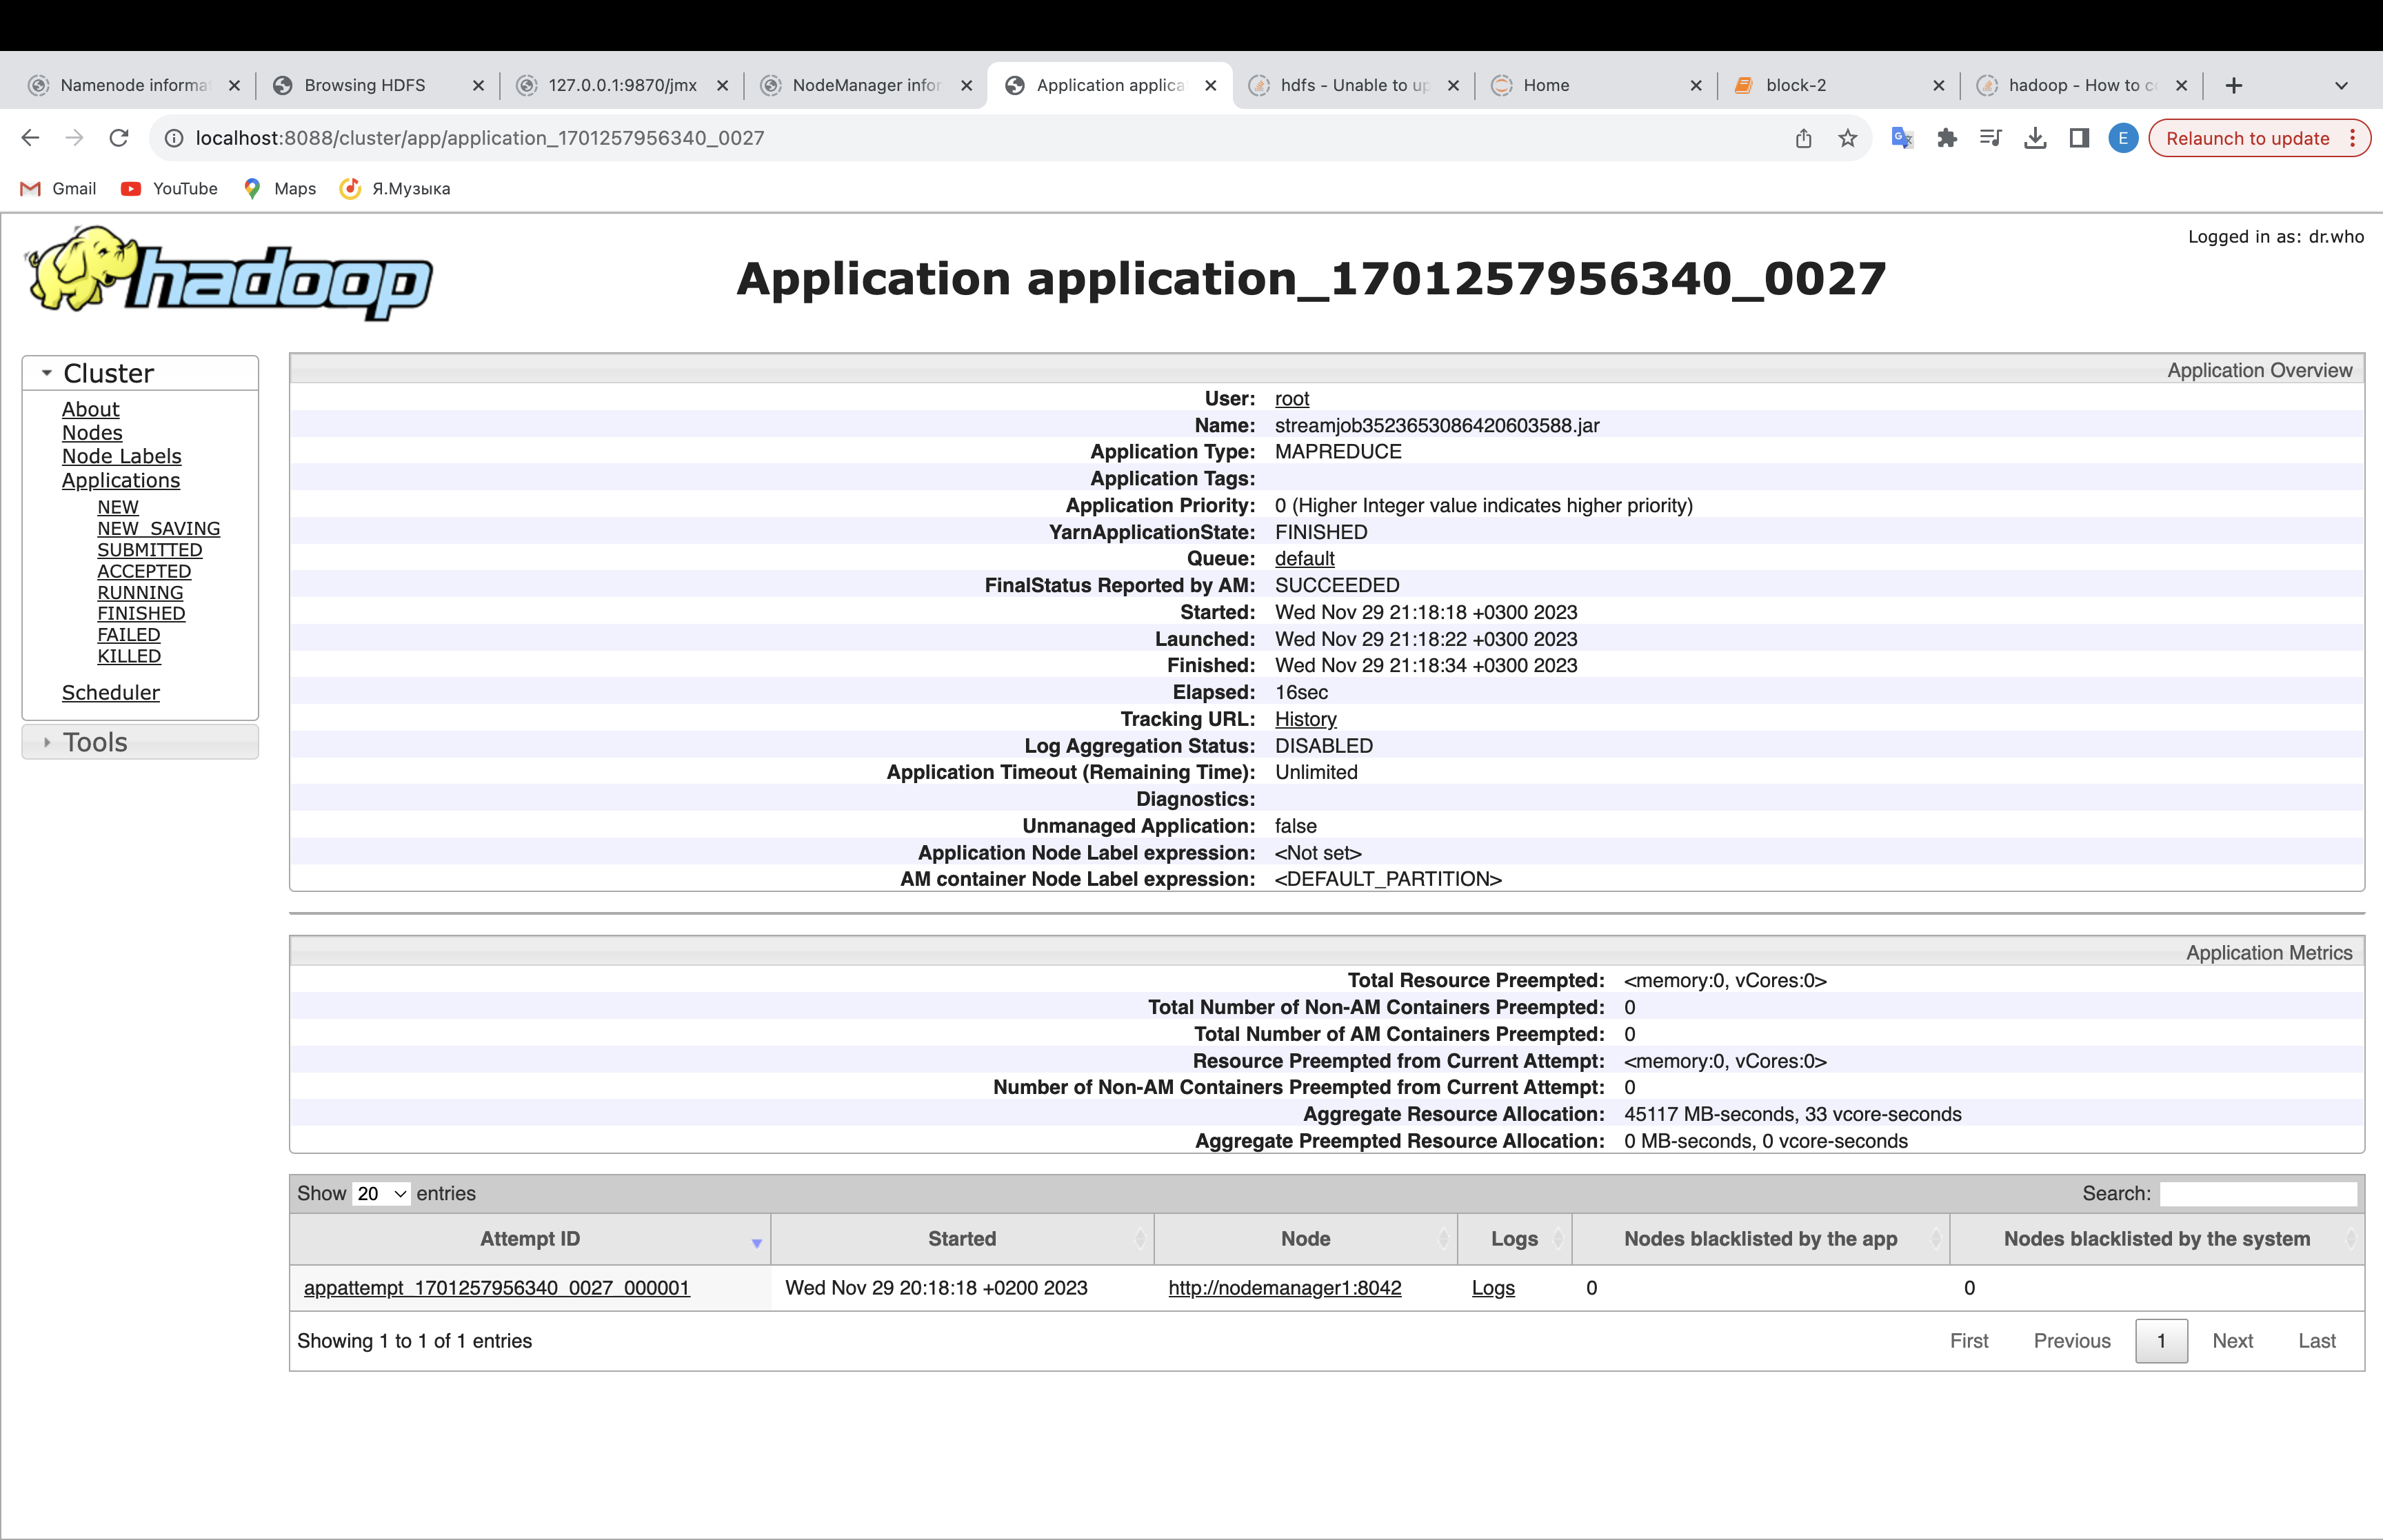 Namenode informa
Browsing HDFS
127.0.0.1:9870/jmx
NodeManager infor
Application applica
hdfs - Unable to up
Home
block-2
hadoop - How to c
localhost:8088/cluster/app/application_1701257956340_0027
E
Relaunch to update
Gmail
YouTube
Maps
Я.Музыка
hadoop
Application application_1701257956340_0027
Logged in as: dr.who
Cluster
About
Nodes
Node Labels
Applications
NEW
NEW_SAVING
SUBMITTED
ACCEPTED
RUNNING
FINISHED
FAILED
KILLED
Scheduler
Tools
Application Overview
User: root
Name: streamjob3523653086420603588.jar
Application Type: MAPREDUCE
Application Tags:
Application Priority: 0 (Higher Integer value indicates higher priority)
YarnApplicationState: FINISHED
Queue: default
FinalStatus Reported by AM: SUCCEEDED
Started: Wed Nov 29 21:18:18 +0300 2023
Launched: Wed Nov 29 21:18:22 +0300 2023
Finished: Wed Nov 29 21:18:34 +0300 2023
Elapsed: 16sec
Tracking URL: History
Log Aggregation Status: DISABLED
Application Timeout (Remaining Time): Unlimited
Diagnostics:
Unmanaged Application: false
Application Node Label expression: <Not set>
AM container Node Label expression: <DEFAULT_PARTITION>
Application Metrics
Total Resource Preempted: <memory:0, vCores:0>
Total Number of Non-AM Containers Preempted: 0
Total Number of AM Containers Preempted: 0
Resource Preempted from Current Attempt: <memory:0, vCores:0>
Number of Non-AM Containers Preempted from Current Attempt: 0
Aggregate Resource Allocation: 45117 MB-seconds, 33 vcore-seconds
Aggregate Preempted Resource Allocation: 0 MB-seconds, 0 vcore-seconds
Show 20 entries
Search:
Attempt ID Started Node Logs Nodes blacklisted by the app Nodes blacklisted by the system
appattempt_1701257956340_0027_000001 Wed Nov 29 20:18:18 +0200 2023 http://nodemanager1:8042 Logs 0 0
Showing 1 to 1 of 1 entries
First Previous 1 Next Last